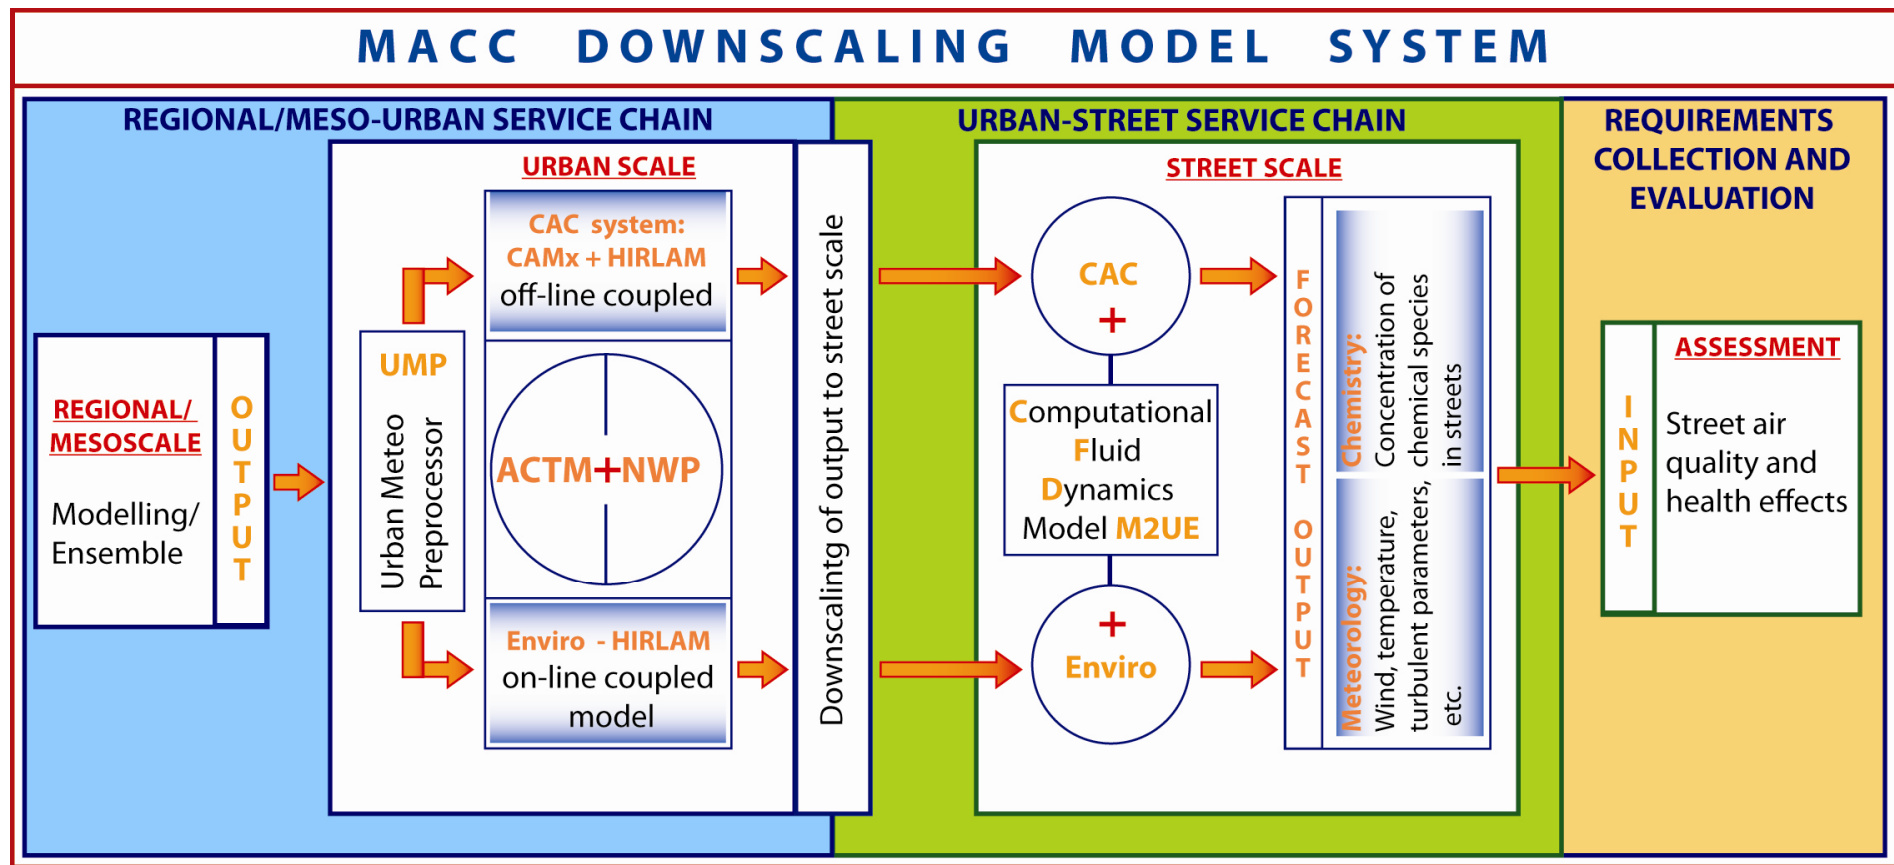 MACC DOWNSCALING MODEL SYSTEM
REGIONAL/MESO-URBAN SERVICE CHAIN
REGIONAL/
MESOSCALE
Modelling/
Ensemble
OUTPUT
URBAN SCALE
UMP
Urban Meteo
Preprocessor
CAC system:
CAMx + HIRLAM
off-line coupled
ACTM+NWP
Enviro - HIRLAM
on-line coupled
model
Downscalintg of output to street scale
URBAN-STREET SERVICE CHAIN
STREET SCALE
CAC
+
Computational
Fluid
Dynamics
Model M2UE
+
Enviro
FORECAST OUTPUT
Chemistry:
Concentration of
chemical species
in streets
Meteorology:
Wind, temperature,
turbulent parameters,
etc.
REQUIREMENTS
COLLECTION AND
EVALUATION
INPUT
ASSESSMENT
Street air
quality and
health effects